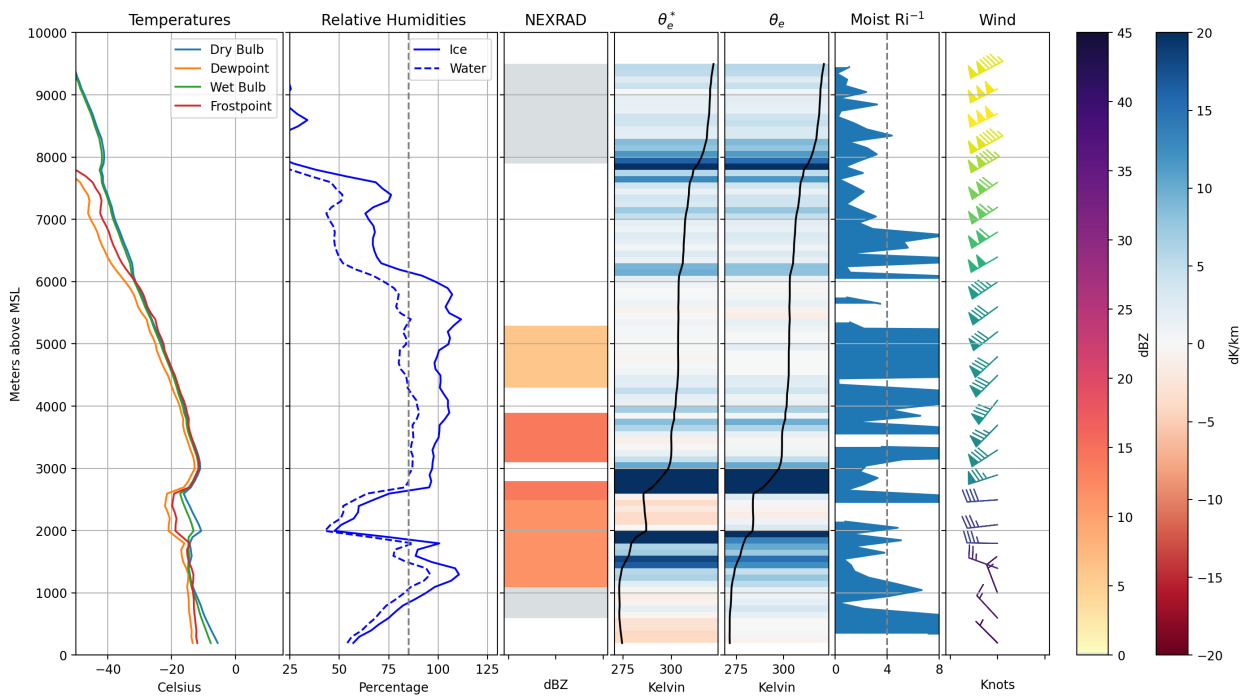 Temperatures
Relative Humidities
NEXRAD
θ*e
θe
Moist Ri−1
Wind
10000
9000
8000
7000
6000
5000
4000
3000
2000
1000
0
Meters above MSL
Dry Bulb
Dewpoint
Wet Bulb
Frostpoint
Ice
Water
−40
−20
0
25
50
75
100
125
275
300
275
300
0
4
8
Celsius
Percentage
dBZ
Kelvin
Kelvin
Knots
45
40
35
30
25
20
15
10
5
0
dBZ
20
15
10
5
0
−5
−10
−15
−20
dK/km